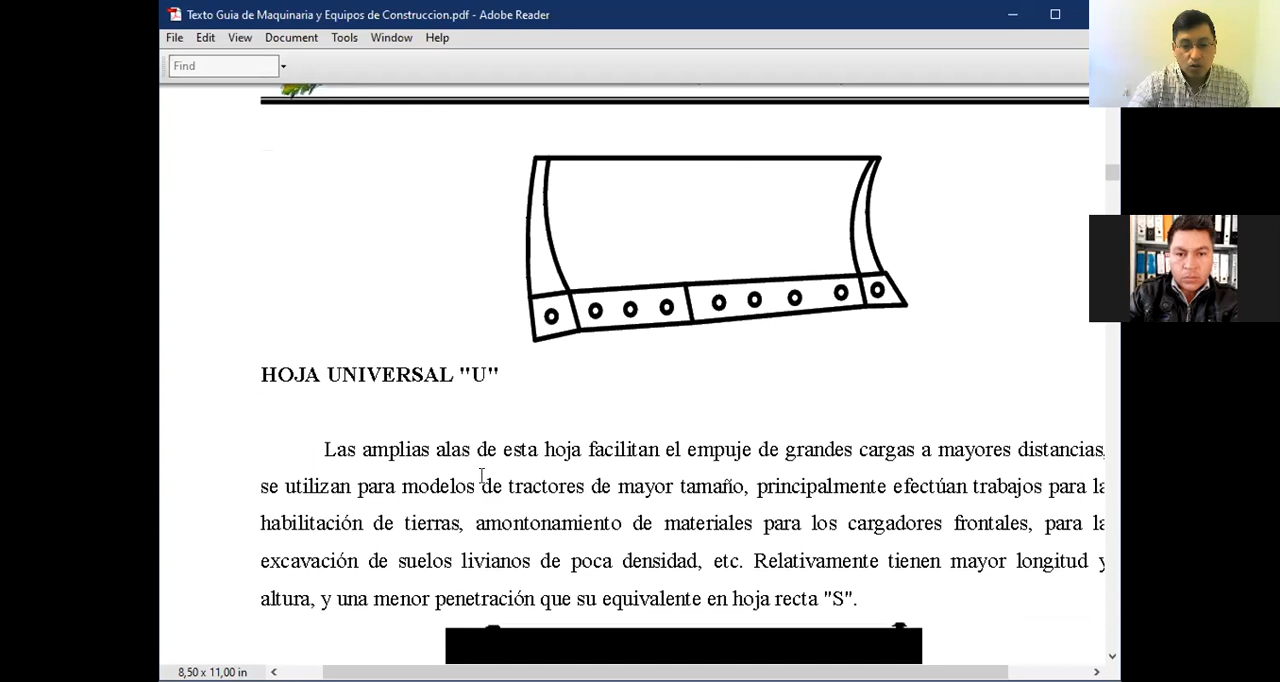 Texto Guia de Maquinaria y Equipos de Construccion.pdf - Adobe Reader
File Edit View Document Tools Window Help
Find
HOJA UNIVERSAL "U"
Las amplias alas de esta hoja facilitan el empuje de grandes cargas a mayores distancias,
se utilizan para modelos de tractores de mayor tamaño, principalmente efectúan trabajos para la
habilitación de tierras, amontonamiento de materiales para los cargadores frontales, para la
excavación de suelos livianos de poca densidad, etc. Relativamente tienen mayor longitud y
altura, y una menor penetración que su equivalente en hoja recta "S".
8,50 x 11,00 in